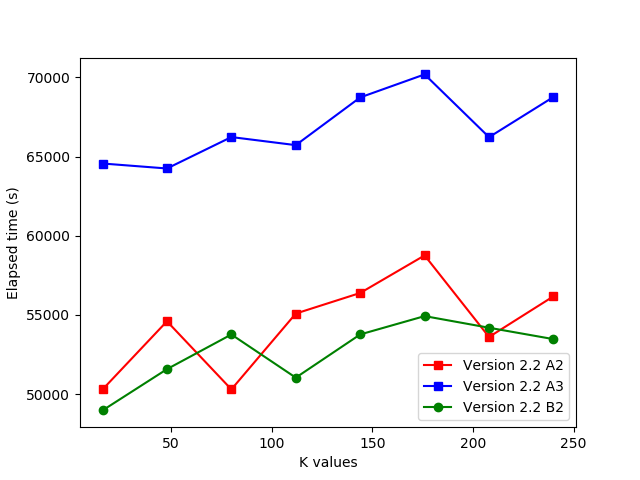 70000
65000
60000
55000
50000
Elapsed time (s)
50
100
150
200
250
K values
Version 2.2 A2
Version 2.2 A3
Version 2.2 B2